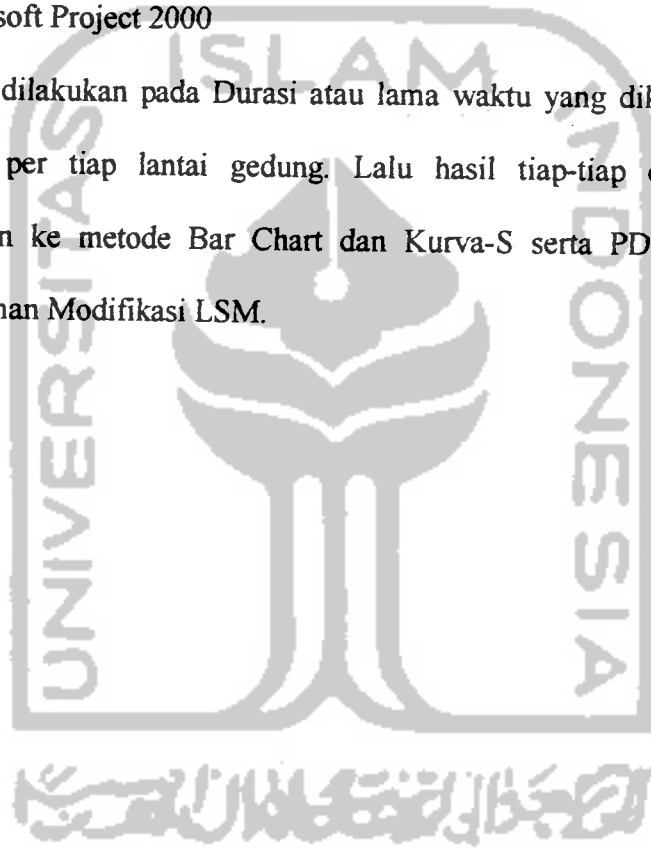 soft Project 2000
dilakukan pada Durasi atau lama waktu yang dil
per tiap lantai gedung. Lalu hasil tiap-tiap
n ke metode Bar Chart dan Kurva-S serta PD
nan Modifikasi LSM.
ISLAM
UNIVERSITAS
INDONESIA